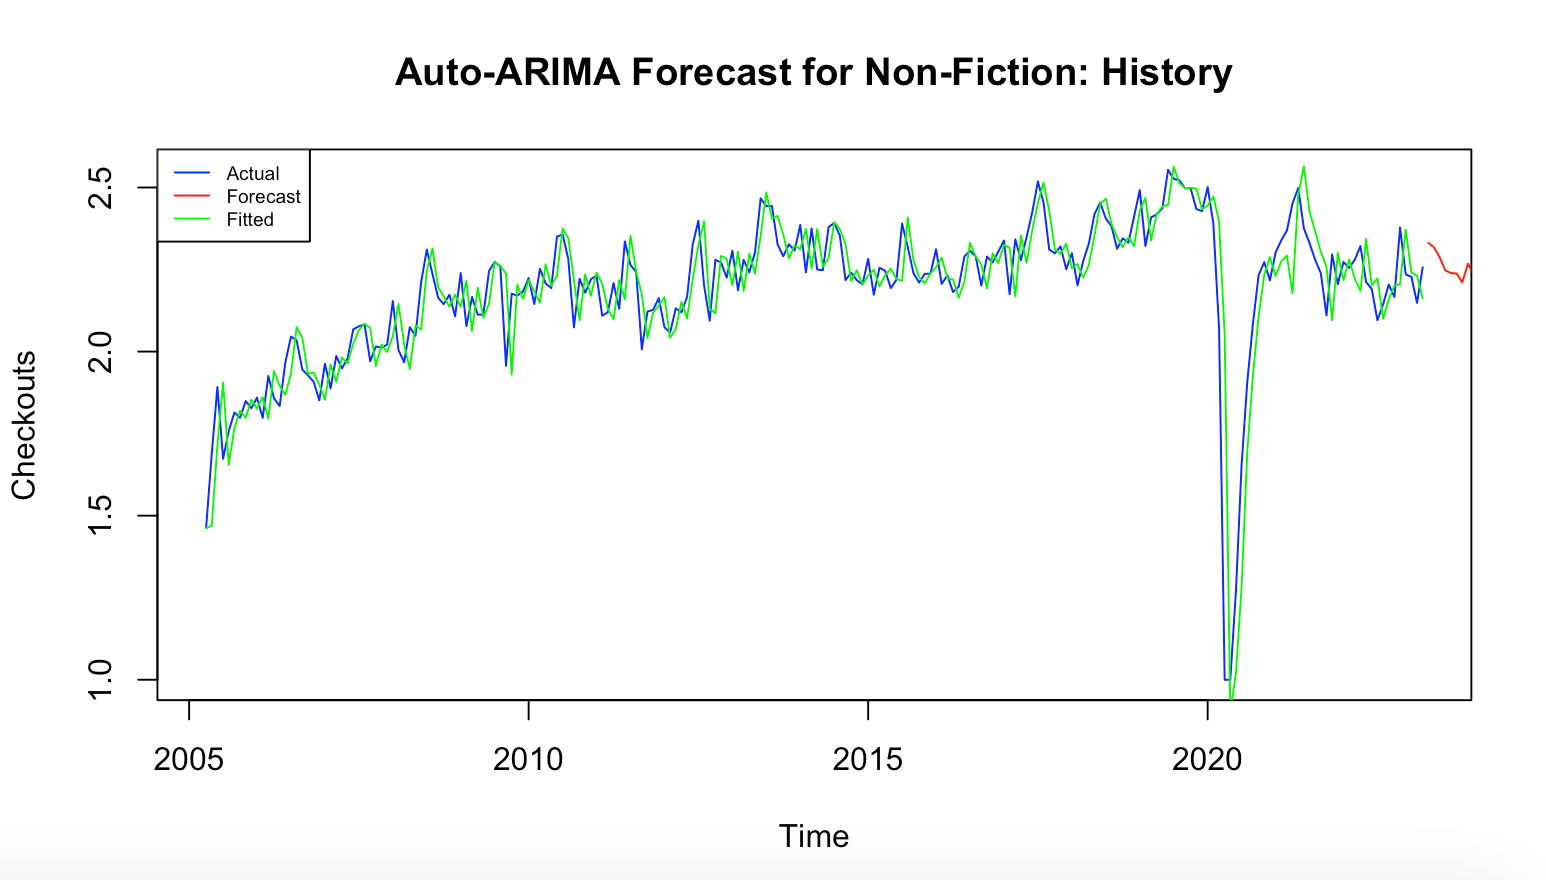 Auto-ARIMA Forecast for Non-Fiction: History
Actual
Forecast
Fitted
2.5
2.0
1.5
1.0
Checkouts
2005 2010 2015 2020
Time